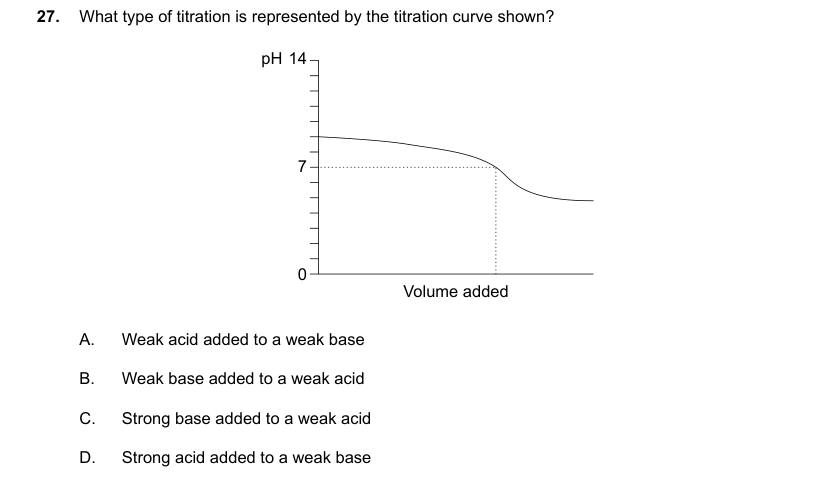 27. What type of titration is represented by the titration curve shown?
pH 14
7
0
Volume added
A. Weak acid added to a weak base
B. Weak base added to a weak acid
C. Strong base added to a weak acid
D. Strong acid added to a weak base